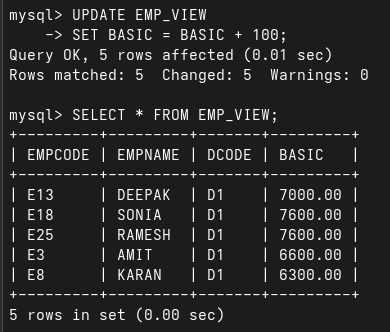 mysql> UPDATE EMP_VIEW
    -> SET BASIC = BASIC + 100;
Query OK, 5 rows affected (0.01 sec)
Rows matched: 5  Changed: 5  Warnings: 0

mysql> SELECT * FROM EMP_VIEW;
+---------+---------+-------+---------+
| EMPCODE | EMPNAME | DCODE | BASIC   |
+---------+---------+-------+---------+
| E13     | DEEPAK  | D1    | 7000.00 |
| E18     | SONIA   | D1    | 7600.00 |
| E25     | RAMESH  | D1    | 7600.00 |
| E3      | AMIT    | D1    | 6600.00 |
| E8      | KARAN   | D1    | 6300.00 |
+---------+---------+-------+---------+
5 rows in set (0.00 sec)